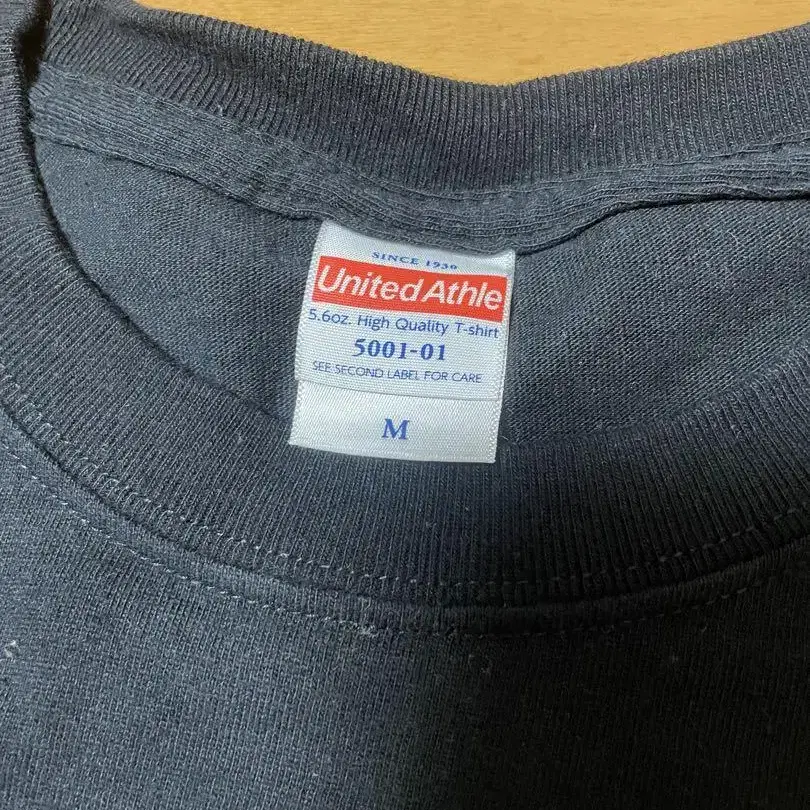 SINCE 1950
United Athle
5.6oz. High Quality T-shirt
5001-01
SEE SECOND LABEL FOR CARE
M